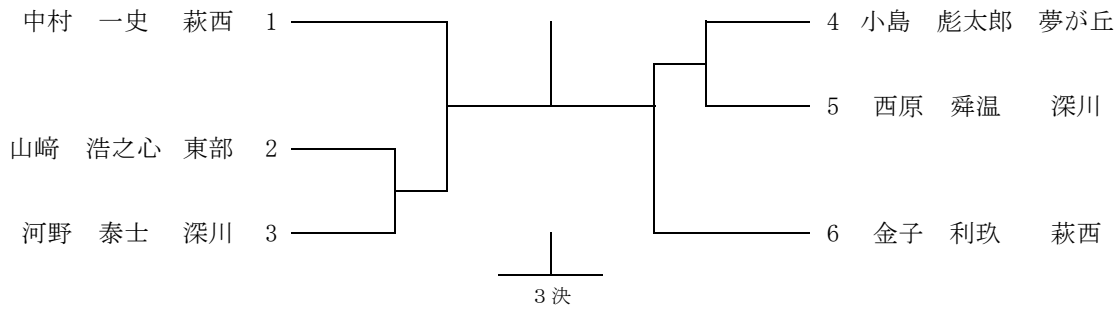 中村　一史　萩西　1
4　小島　彪太郎　夢が丘
5　西原　舜温　深川
山﨑　浩之心　東部　2
河野　泰士　深川　3
6　金子　利玖　萩西
3決